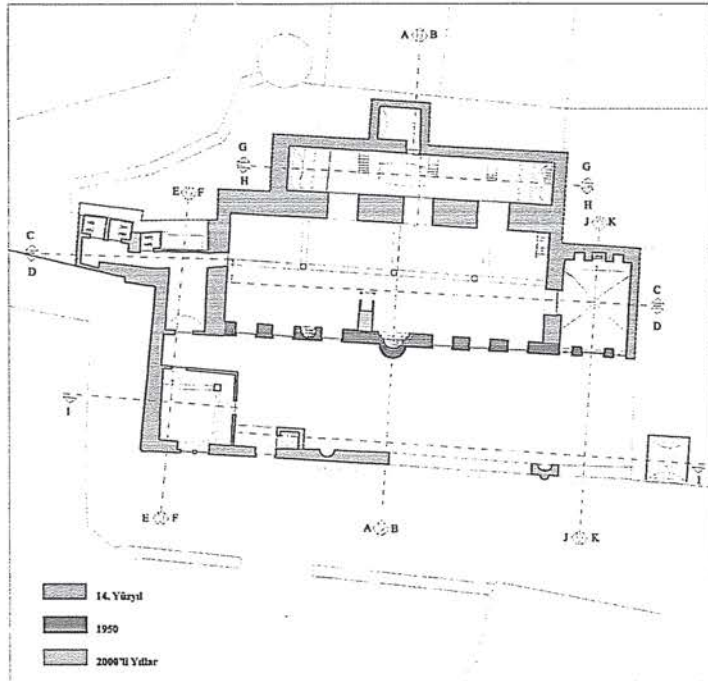 A B
G G
H H
E F
J K
C C
D D
I
I
E F
A B
J K
14. Yüzyıl
1950
2000'li Yıllar